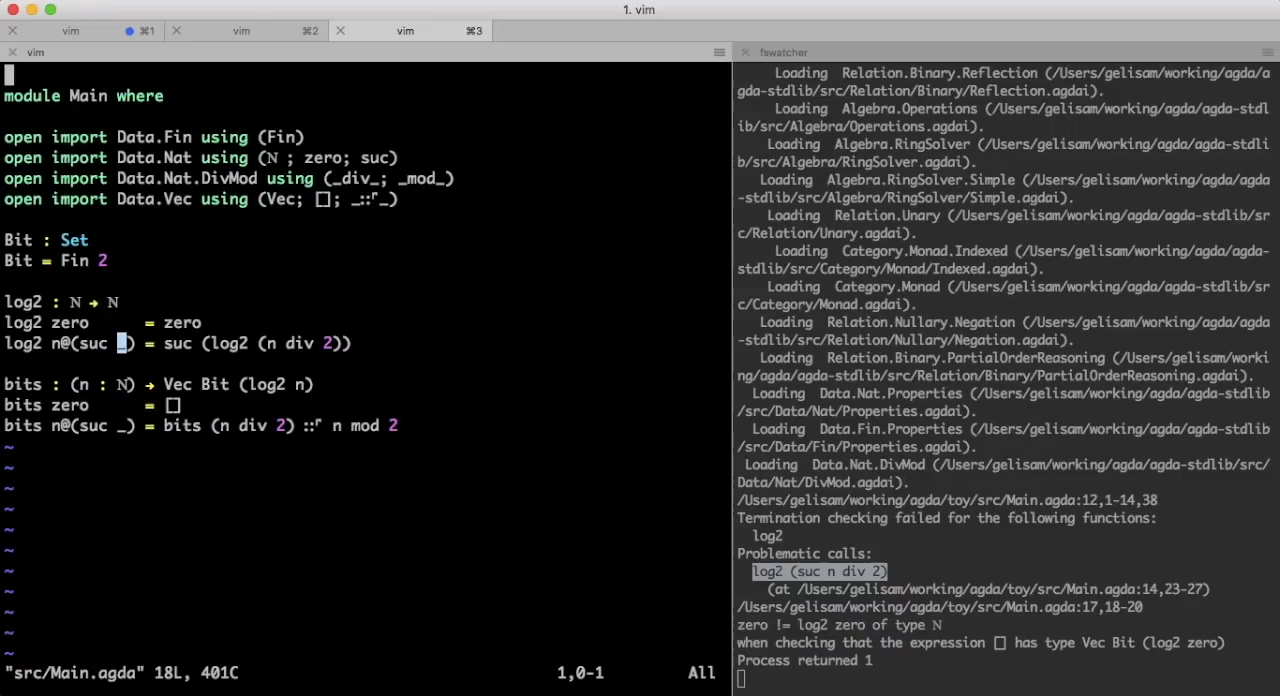 1. vim
vim ⌘1 vim ⌘2 vim ⌘3
vim
module Main where
open import Data.Fin using (Fin)
open import Data.Nat using (ℕ ; zero; suc)
open import Data.Nat.DivMod using (_div_; _mod_)
open import Data.Vec using (Vec; []; _∷ʳ_)
Bit : Set
Bit = Fin 2
log2 : ℕ → ℕ
log2 zero = zero
log2 n@(suc _) = suc (log2 (n div 2))
bits : (n : ℕ) → Vec Bit (log2 n)
bits zero = []
bits n@(suc _) = bits (n div 2) ∷ʳ n mod 2
~
~
~
~
~
~
~
~
~
~
~
"src/Main.agda" 18L, 401C 1,0-1 All
fswatcher
Loading Relation.Binary.Reflection (/Users/gelisam/working/agda/a
gda-stdlib/src/Relation/Binary/Reflection.agdai).
Loading Algebra.Operations (/Users/gelisam/working/agda/agda-stdl
ib/src/Algebra/Operations.agdai).
Loading Algebra.RingSolver (/Users/gelisam/working/agda/agda-stdli
b/src/Algebra/RingSolver.agdai).
Loading Algebra.RingSolver.Simple (/Users/gelisam/working/agda/agda
-stdlib/src/Algebra/RingSolver/Simple.agdai).
Loading Relation.Unary (/Users/gelisam/working/agda/agda-stdlib/sr
c/Relation/Unary.agdai).
Loading Category.Monad.Indexed (/Users/gelisam/working/agda/agda-
stdlib/src/Category/Monad/Indexed.agdai).
Loading Category.Monad (/Users/gelisam/working/agda/agda-stdlib/sr
c/Category/Monad.agdai).
Loading Relation.Nullary.Negation (/Users/gelisam/working/agda/agda
-stdlib/src/Relation/Nullary/Negation.agdai).
Loading Relation.Binary.PartialOrderReasoning (/Users/gelisam/worki
ng/agda/agda-stdlib/src/Relation/Binary/PartialOrderReasoning.agdai).
Loading Data.Nat.Properties (/Users/gelisam/working/agda/agda-stdlib
/src/Data/Nat/Properties.agdai).
Loading Data.Fin.Properties (/Users/gelisam/working/agda/agda-stdlib
/src/Data/Fin/Properties.agdai).
Loading Data.Nat.DivMod (/Users/gelisam/working/agda/agda-stdlib/src/
Data/Nat/DivMod.agdai).
/Users/gelisam/working/agda/toy/src/Main.agda:12,1-14,38
Termination checking failed for the following functions:
log2
Problematic calls:
log2 (suc n div 2)
(at /Users/gelisam/working/agda/toy/src/Main.agda:14,23-27)
/Users/gelisam/working/agda/toy/src/Main.agda:17,18-20
zero != log2 zero of type ℕ
when checking that the expression [] has type Vec Bit (log2 zero)
Process returned 1